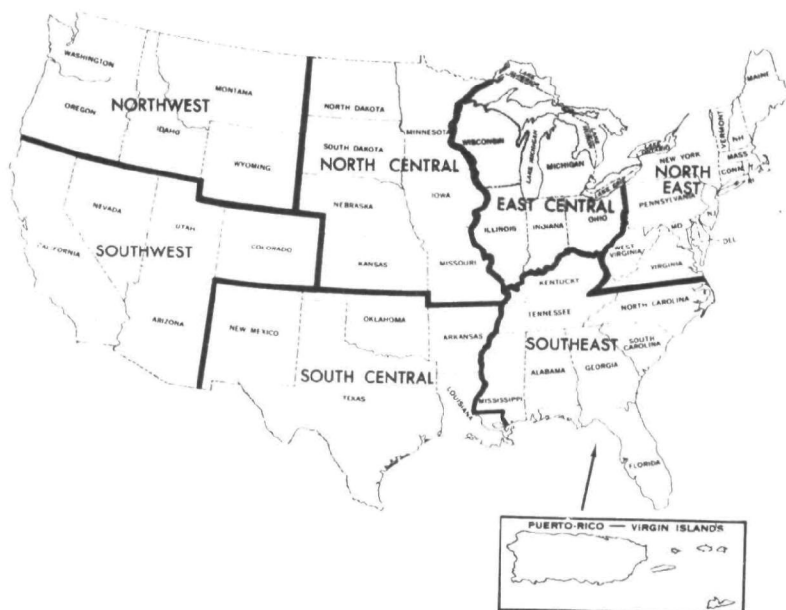 WASHINGTON
MONTANA
OREGON
NORTHWEST
IDAHO
WYOMING
NORTH DAKOTA
MINNESOTA
SOUTH DAKOTA
NORTH CENTRAL
NEBRASKA
IOWA
KANSAS
MISSOURI
NEVADA
UTAH
COLORADO
SOUTHWEST
CALIFORNIA
ARIZONA
NEW MEXICO
OKLAHOMA
ARKANSAS
SOUTH CENTRAL
TEXAS
LOUISIANA
WISCONSIN
LAKE MICHIGAN
MICHIGAN
EAST CENTRAL
ILLINOIS
INDIANA
OHIO
MAINE
VERMONT
NH
NEW YORK
MASS
CONN
NORTH
EAST
PENNSYLVANIA
MD
DEL
WEST
VIRGINIA
VIRGINIA
KENTUCKY
TENNESSEE
NORTH CAROLINA
SOUTHEAST
SOUTH
CAROLINA
MISSISSIPPI
ALABAMA
GEORGIA
FLORIDA
PUERTO-RICO — VIRGIN ISLANDS